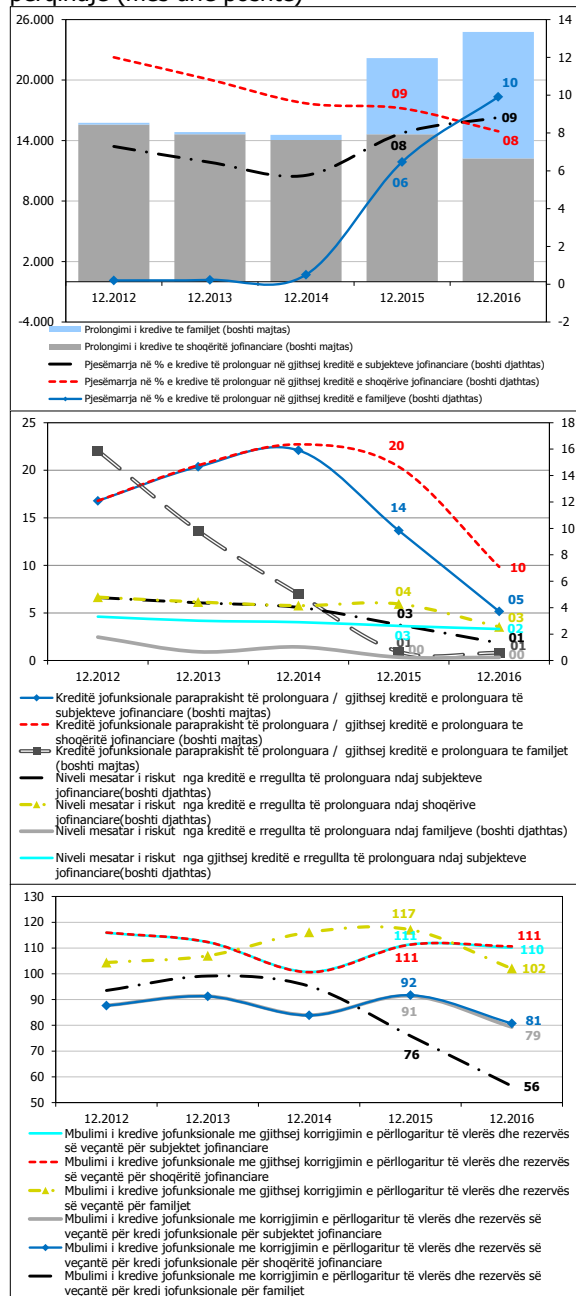 përqindje (mes dhe poshtë)
26.000
20.000
14.000
8.000
2.000
-4.000
14
12
10
8
6
4
2
0
-2
09
10
08
09
06
08
12.2012 12.2013 12.2014 12.2015 12.2016
Prolongimi i kredive te familjet (boshti majtas)
Prolongimi i kredive te shoqëritë jofinanciare (boshti majtas)
Pjesëmarrja në % e kredive të prolonguar në gjithsej kreditë e subjekteve jofinanciare (boshti djathtas)
Pjesëmarrja në % e kredive të prolonguar në gjithsej kreditë e shoqërive jofinanciare (boshti djathtas)
Pjesëmarrja në % e kredive të prolonguar në gjithsej kreditë e familjeve (boshti djathtas)
25
20
15
10
5
0
18
16
14
12
10
8
6
4
2
0
20
14
10
04
05
03
03
03
02
01
01
01
00
00
12.2012 12.2013 12.2014 12.2015 12.2016
Kreditë jofunksionale paraprakisht të prolonguara / gjithsej kreditë e prolonguara të
subjekteve jofinanciare (boshti majtas)
Kreditë jofunksionale paraprakisht të prolonguara / gjithsej kreditë e prolonguara te
shoqëritë jofinanciare (boshti majtas)
Kreditë jofunksionale paraprakisht të prolonguara / gjithsej kreditë e prolonguara te familjet
(boshti majtas)
Niveli mesatar i riskut nga kreditë e rregullta të prolonguara ndaj subjekteve
jofinanciare(boshti djathtas)
Niveli mesatar i riskut nga kreditë e rregullta të prolonguara ndaj shoqërive
jofinanciare(boshti djathtas)
Niveli mesatar i riskut nga kreditë e rregullta të prolonguara ndaj familjeve (boshti djathtas)
Niveli mesatar i riskut nga gjithsej kreditë e rregullta të prolonguara ndaj subjekteve
jofinanciare(boshti djathtas)
130
120
110
100
90
80
70
60
50
117
111
111
111
110
102
92
91
81
79
76
56
12.2012 12.2013 12.2014 12.2015 12.2016
Mbulimi i kredive jofunksionale me gjithsej korrigjimin e përllogaritur të vlerës dhe rezervës
së veçantë për subjektet jofinanciare
Mbulimi i kredive jofunksionale me gjithsej korrigjimin e përllogaritur të vlerës dhe rezervës
së veçantë për shoqëritë jofinanciare
Mbulimi i kredive jofunksionale me gjithsej korrigjimin e përllogaritur të vlerës dhe rezervës
së veçantë për familjet
Mbulimi i kredive jofunksionale me korrigjimin e përllogaritur të vlerës dhe rezervës së
veçantë për kredi jofunksionale për subjektet jofinanciare
Mbulimi i kredive jofunksionale me korrigjimin e përllogaritur të vlerës dhe rezervës së
veçantë për kredi jofunksionale për shoqëritë jofinanciare
Mbulimi i kredive jofunksionale me korrigjimin e përllogaritur të vlerës dhe rezervës së
veçantë për kredi jofunksionale për familjet